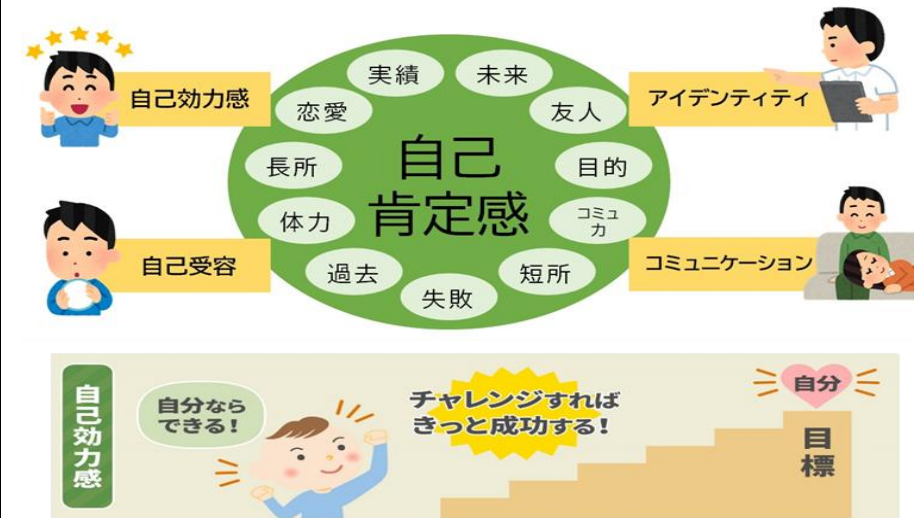 自己効力感
自己受容
実績
未来
恋愛
友人
長所
目的
体力
コミュ
力
過去
短所
失敗
自己
肯定感
アイデンティティ
コミュニケーション
自己効力感
自分なら
できる！
チャレンジすれば
きっと成功する！
自分
目標